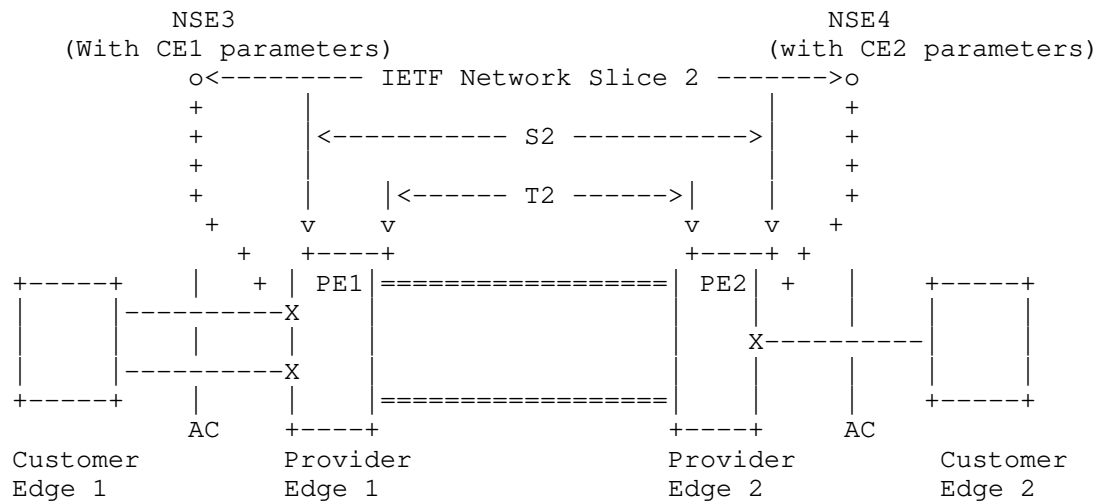 NSE3 NSE4
(With CE1 parameters) (with CE2 parameters)
o<--------- IETF Network Slice 2 ------->o
+ | | +
+ |<----------- S2 ----------->| +
+ | | +
+ | |<------ T2 ------>| | +
+ v v v v +
+ +----+ +----+ +
+-----+ | + | PE1|==================| PE2| + | +-----+
| |----------X | | | | | |
| | | | | | X----------| |
| |----------X | | | | | |
+-----+ | | |==================| | | +-----+
AC +----+ +----+ AC
Customer Provider Provider Customer
Edge 1 Edge 1 Edge 2 Edge 2